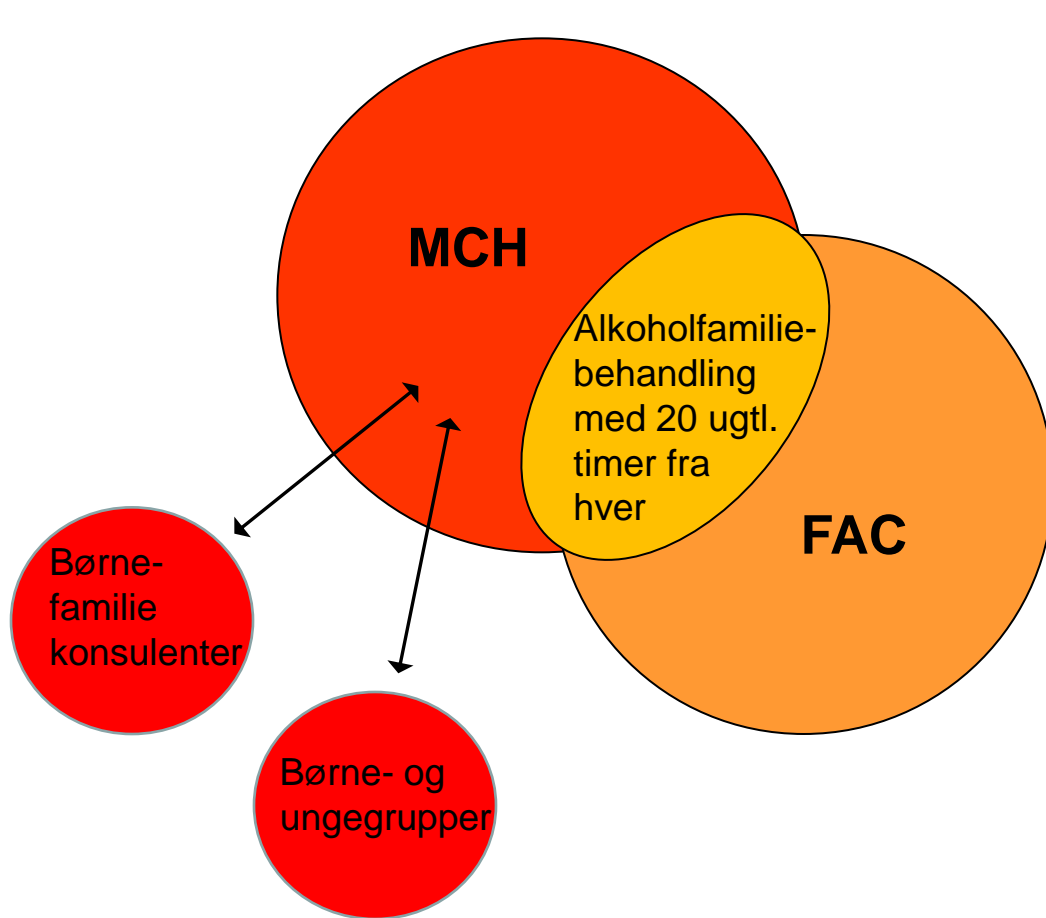 MCH
Alkoholfamilie-
behandling
med 20 ugtl.
timer fra
hver
FAC
Børne-
familie
konsulenter
Børne- og
ungegrupper